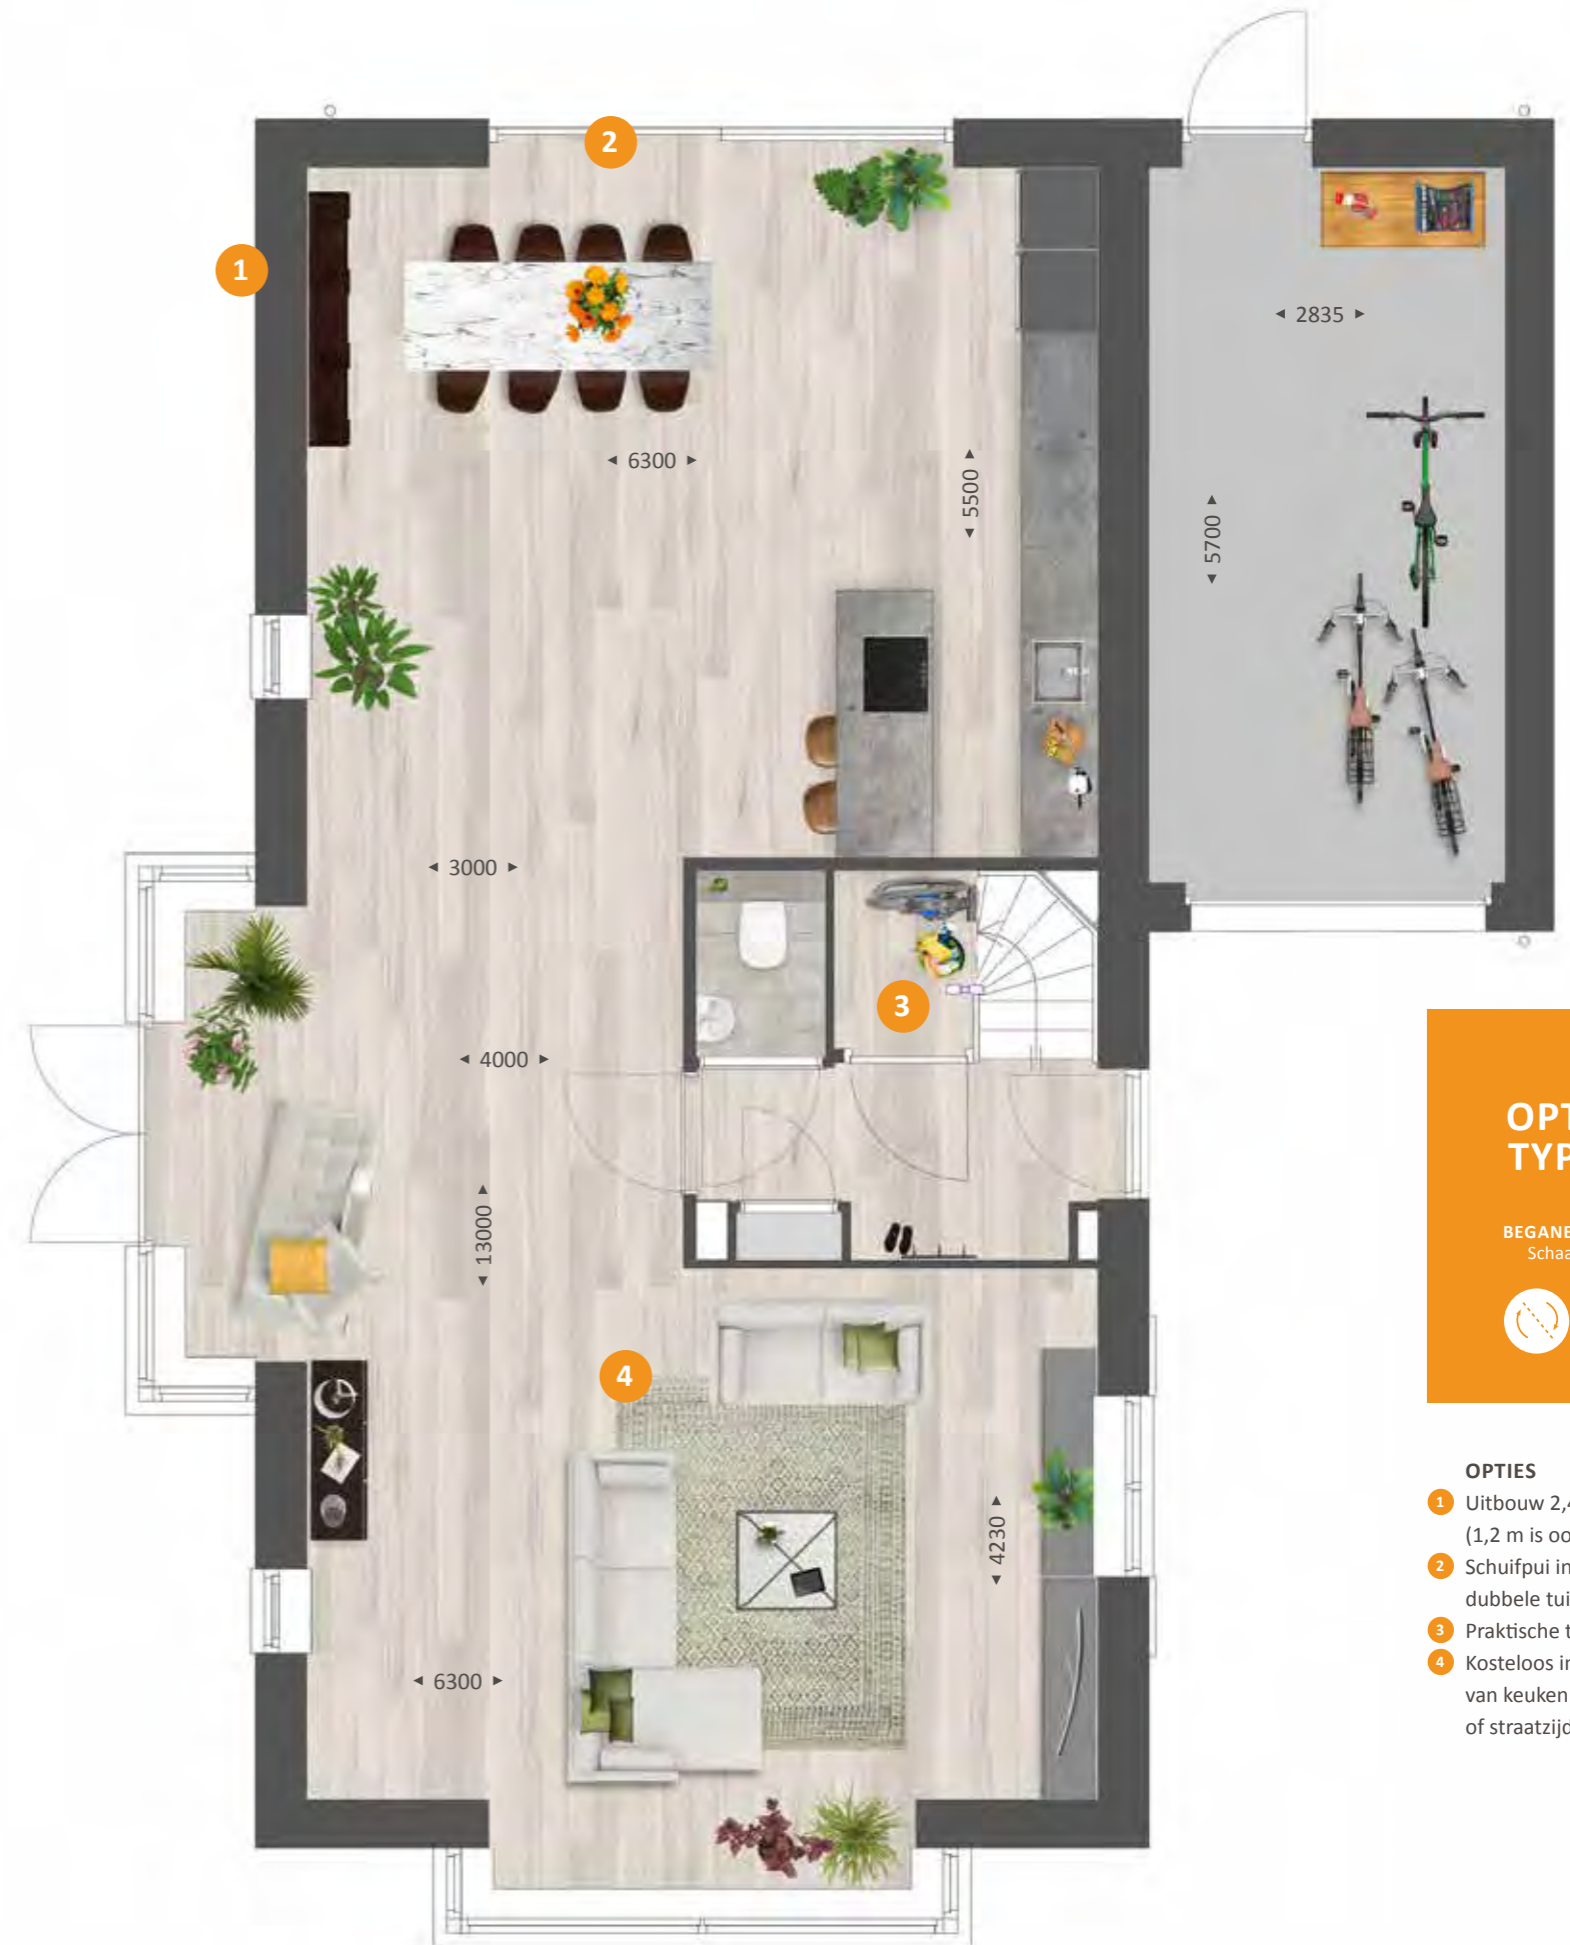 2
1
◄ 2835 ►
◄ 6300 ►
◄ 5500 ►
◄ 5700 ►
◄ 3000 ►
3
◄ 4000 ►
◄ 13000 ►
4
◄ 4230 ►
◄ 6300 ►
OPT
TYP
BEGANE
Schaa
OPTIES
1 Uitbouw 2,4
(1,2 m is oo
2 Schuifpui in
dubbele tui
3 Praktische t
4 Kosteloos in
van keuken
of straatzijd